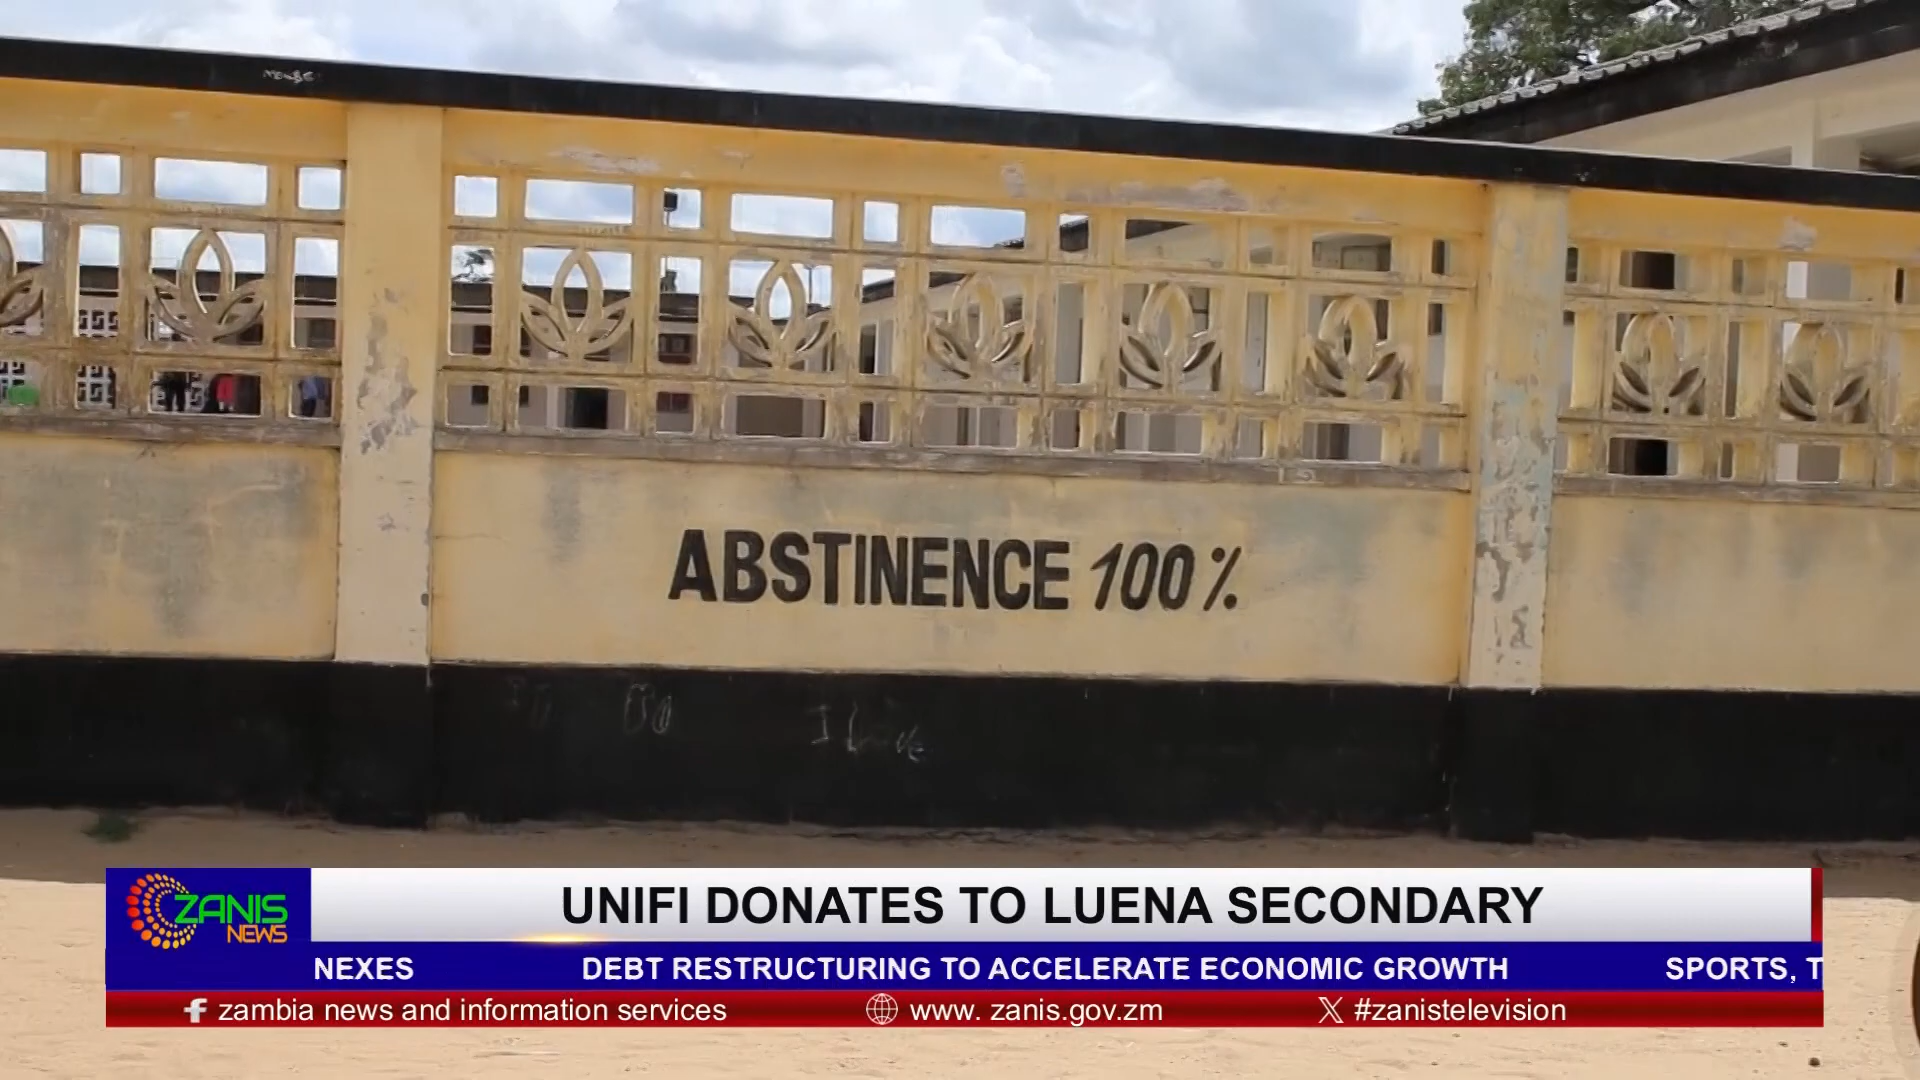 ABSTINENCE 100%
ZANIS
NEWS
UNIFI DONATES TO LUENA SECONDARY
NEXES DEBT RESTRUCTURING TO ACCELERATE ECONOMIC GROWTH SPORTS, T
zambia news and information services www. zanis.gov.zm #zanistelevision